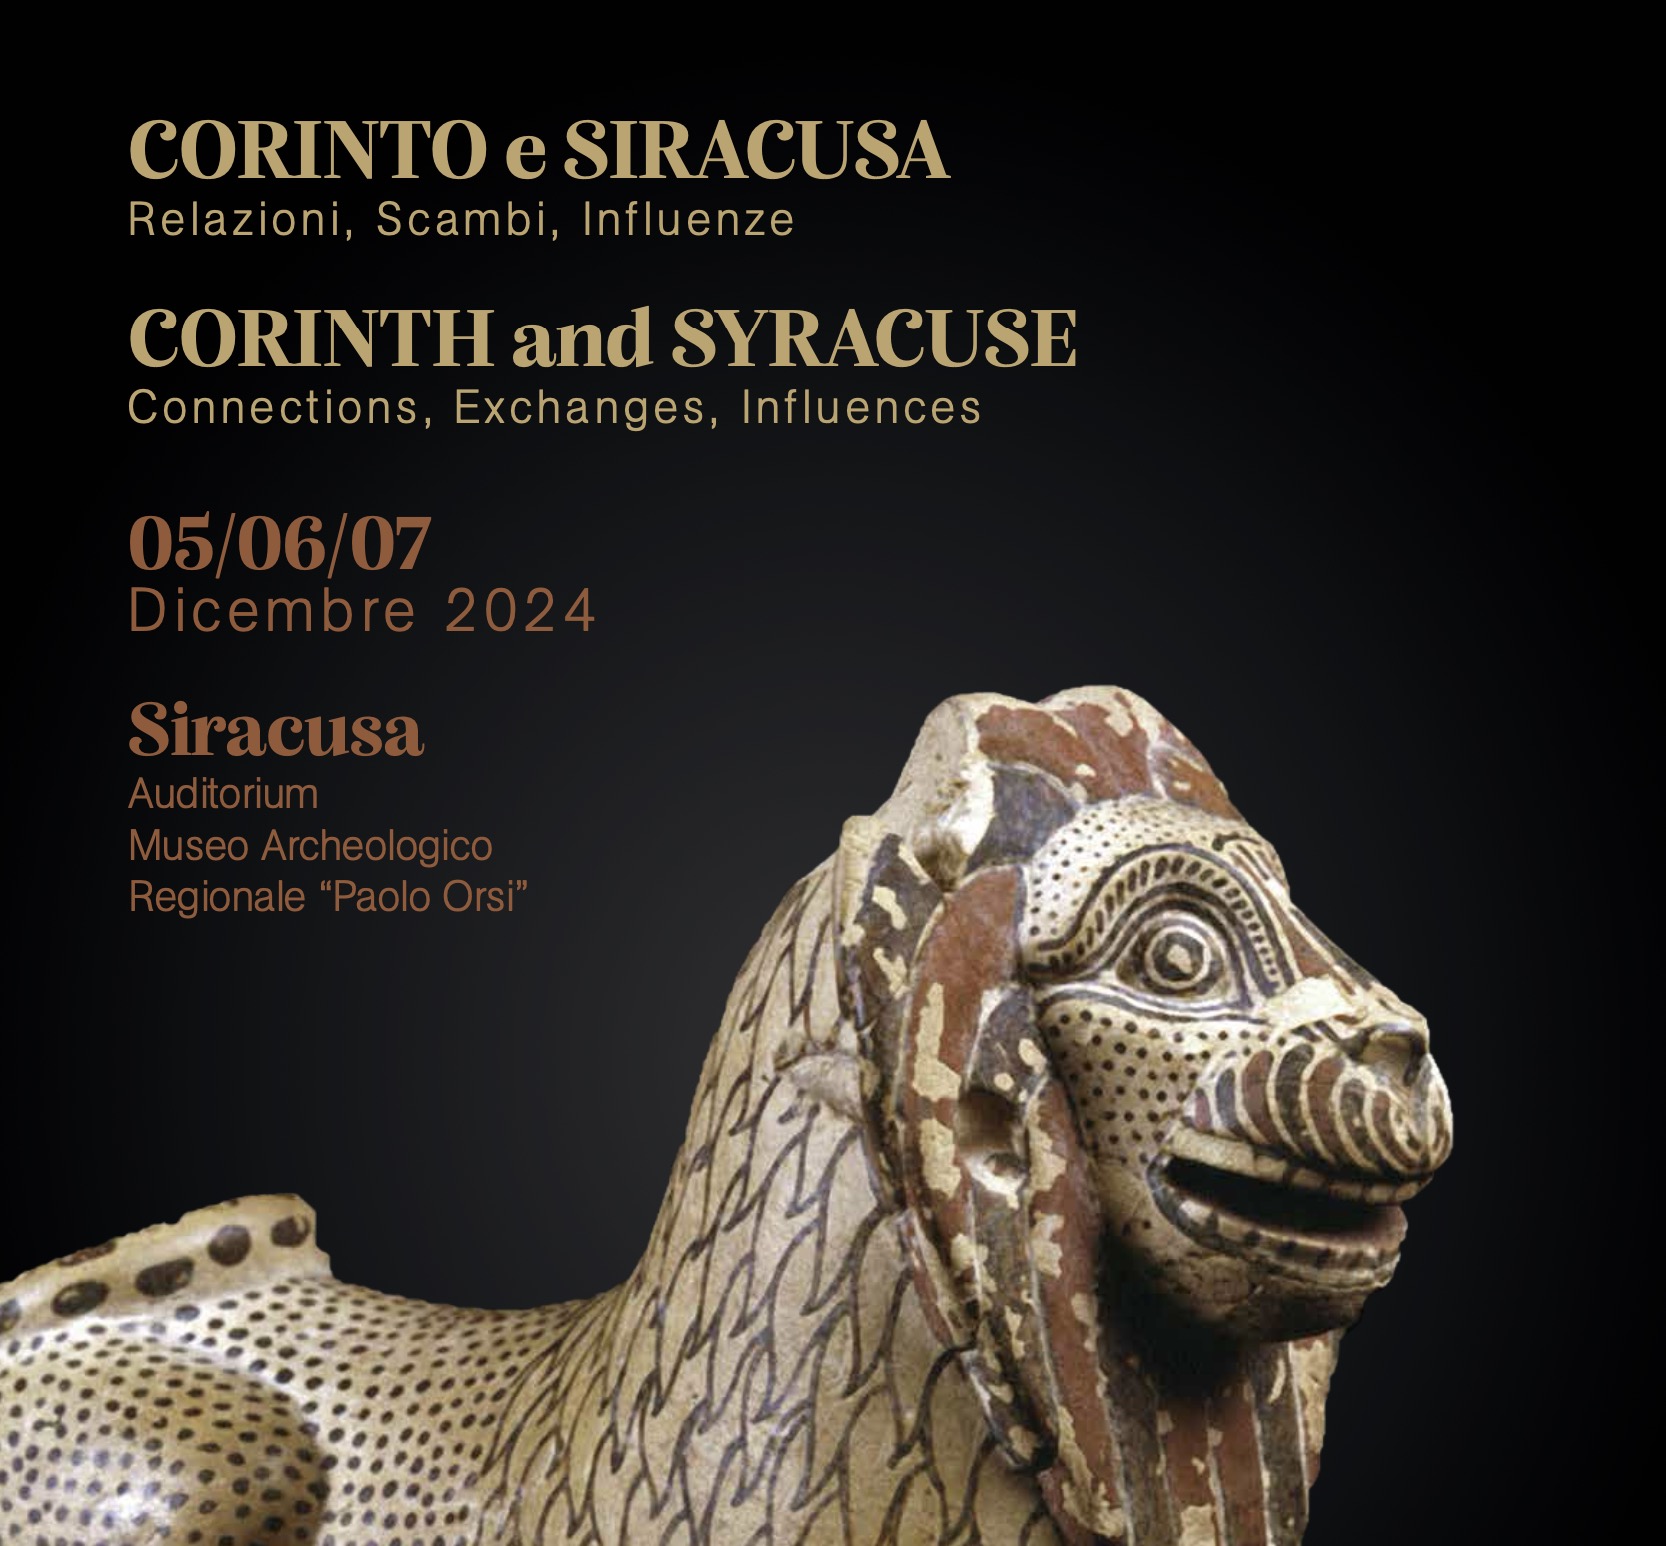 CORINTO e SIRACUSA
Relazioni, Scambi, Influenze
CORINTH and SYRACUSE
Connections, Exchanges, Influences
05/06/07
Dicembre 2024
Siracusa
Auditorium
Museo Archeologico
Regionale “Paolo Orsi”